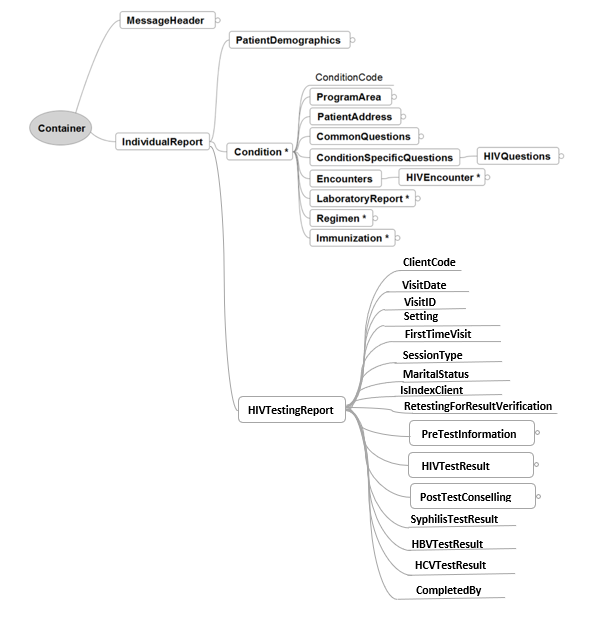 MessageHeader
PatientDemographics
Container
IndividualReport
Condition *
ConditionCode
ProgramArea
PatientAddress
CommonQuestions
ConditionSpecificQuestions
HIVQuestions
Encounters
HIVEncounter *
LaboratoryReport *
Regimen *
Immunization *
HIVTestingReport
ClientCode
VisitDate
VisitID
Setting
FirstTimeVisit
SessionType
MaritalStatus
IsIndexClient
RetestingForResultVerification
PreTestInformation
HIVTestResult
PostTestConselling
SyphilisTestResult
HBVTestResult
HCVTestResult
CompletedBy